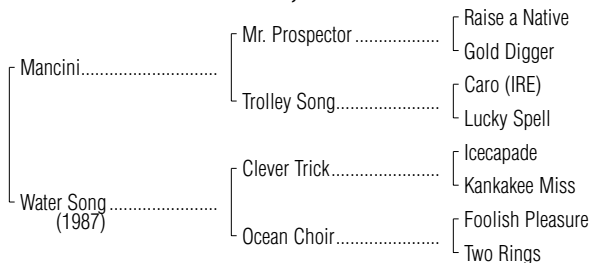 Raise a Native
Mr. Prospector ..................
Gold Digger
Mancini.............................
Caro (IRE)
Trolley Song......................
Lucky Spell
Icecapade
Clever Trick.......................
Kankakee Miss
Water Song .......................
(1987)
Foolish Pleasure
Ocean Choir......................
Two Rings